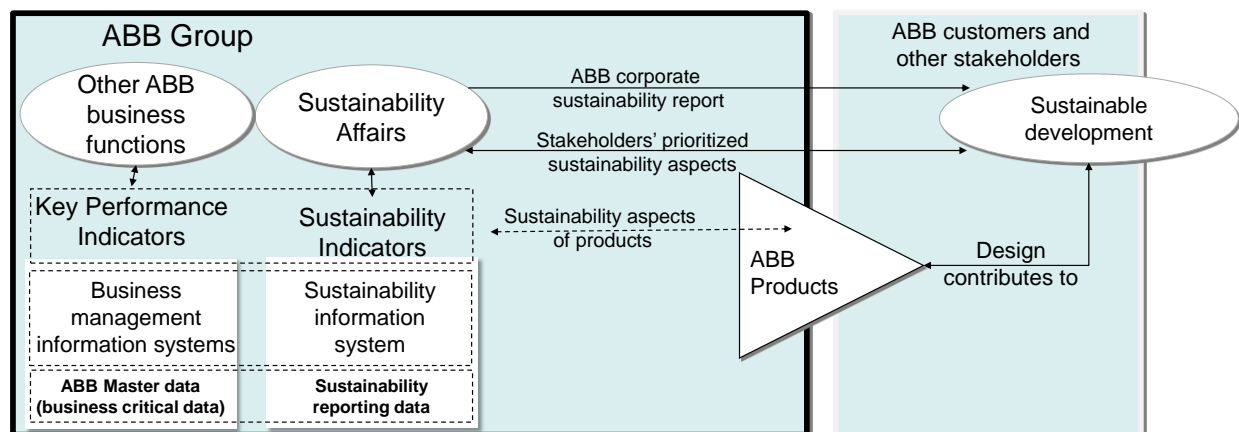 ABB Group
ABB customers and
other stakeholders
Other ABB
business
functions
Sustainability
Affairs
ABB corporate
sustainability report
Sustainable
development
Stakeholders’ prioritized
sustainability aspects
Key Performance
Indicators
Sustainability
Indicators
Sustainability aspects
of products
ABB
Products
Design
contributes to
Business
management
information systems
Sustainability
information
system
ABB Master data
(business critical data)
Sustainability
reporting data